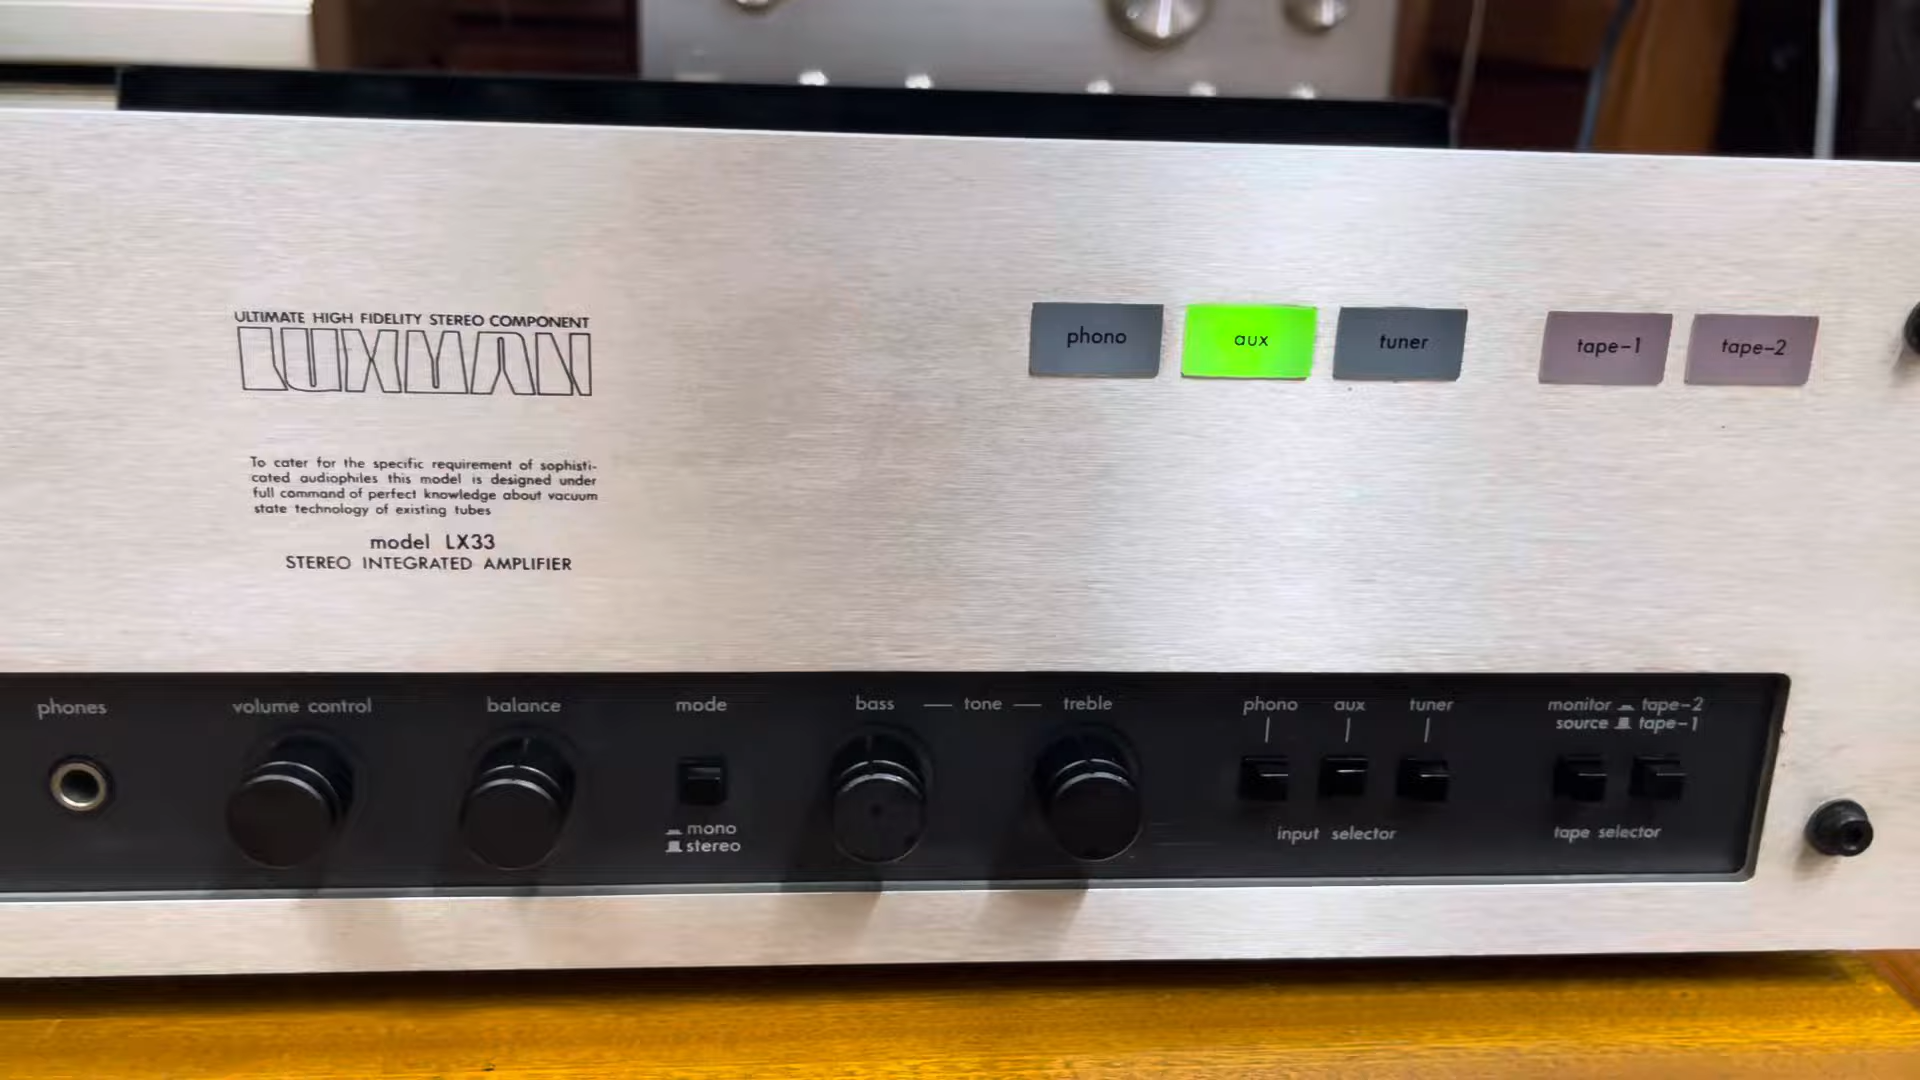 ULTIMATE HIGH FIDELITY STEREO COMPONENT
LUXMAN
To cater for the specific requirement of sophisti-
cated audiophiles this model is designed under
full command of perfect knowledge about vacuum
state technology of existing tubes
model LX33
STEREO INTEGRATED AMPLIFIER
phono aux tuner tape-1 tape-2
phones volume control balance mode bass tone treble phono aux tuner monitor tape-2
source tape-1
mono
stereo
input selector tape selector